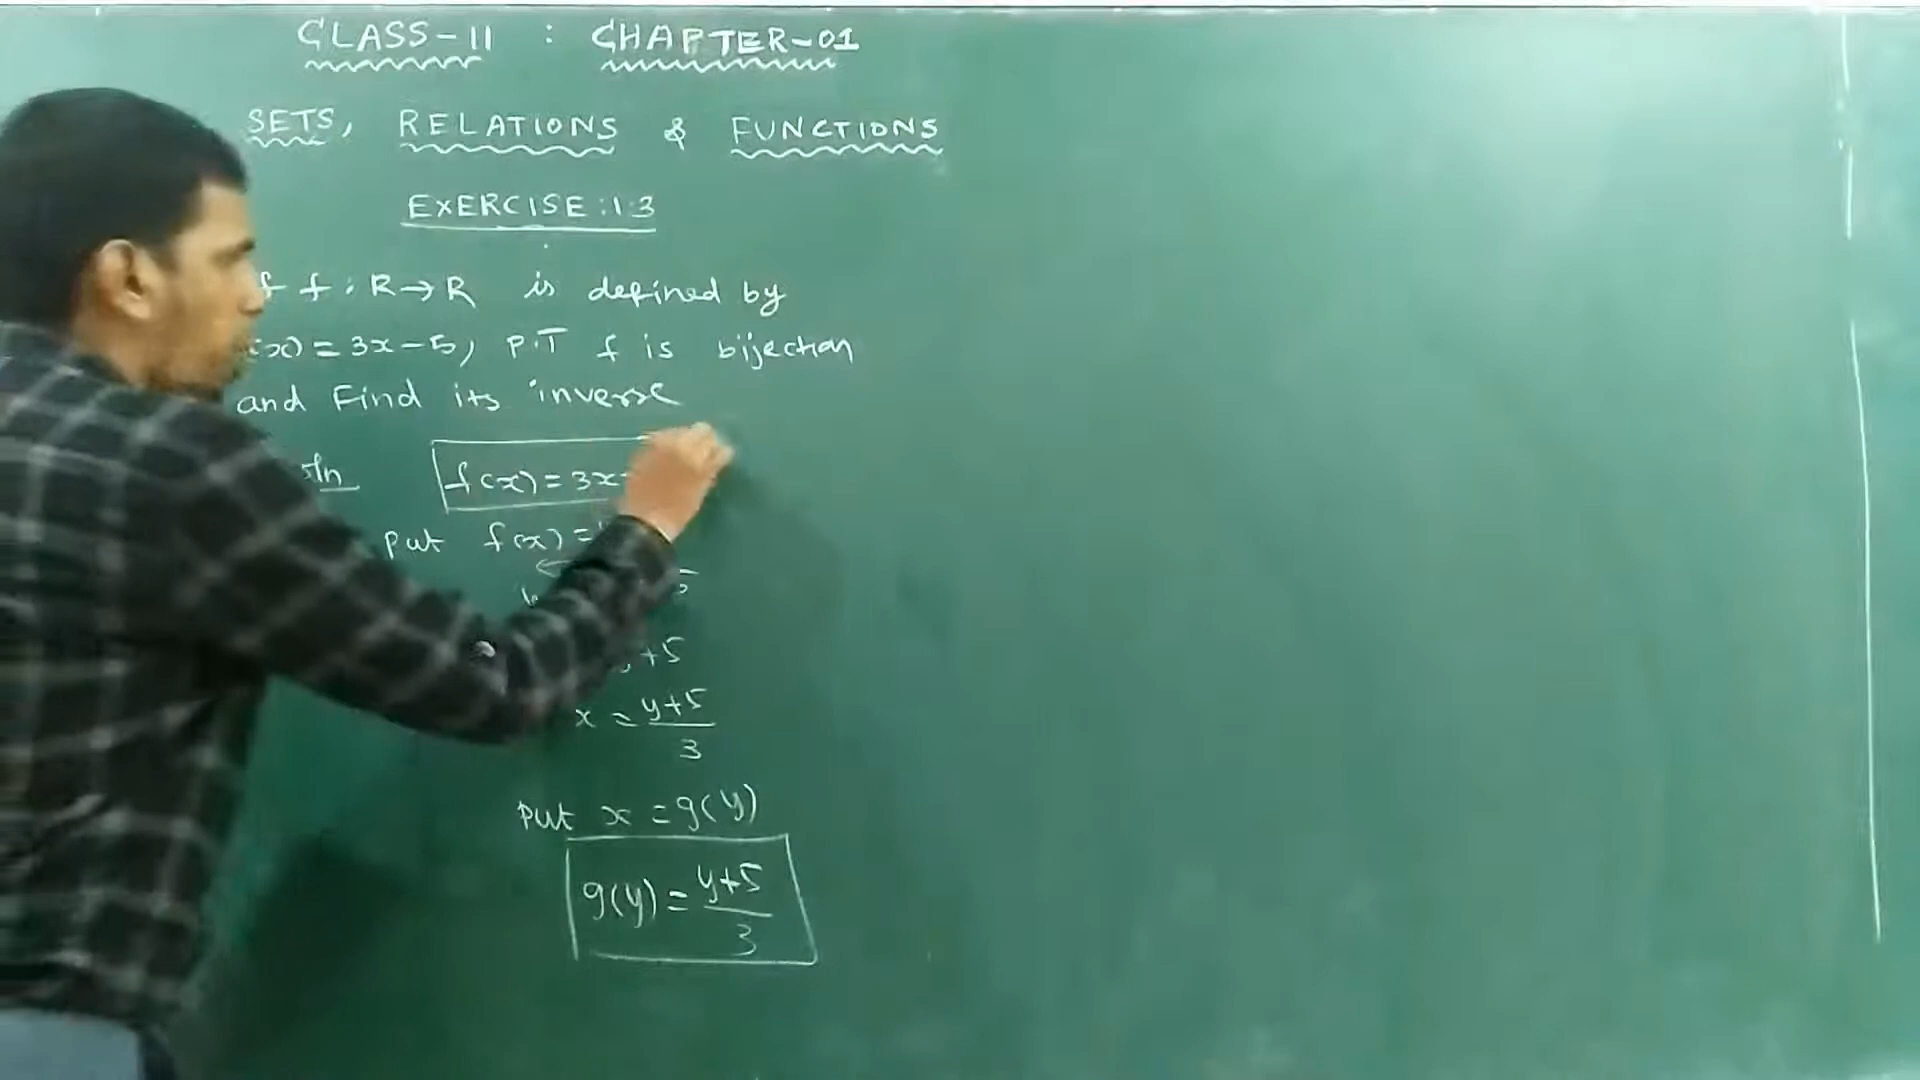 CLASS-11 : CHAPTER-01
SETS, RELATIONS & FUNCTIONS
EXERCISE:1.3
f f : R→R is defined by
(x) = 3x-5, P.T f is bijection
and Find its inverse
f(x) = 3x-
put f(x) =
5
+5
x = y+5
3
put x = g(y)
g(y) = y+5
3